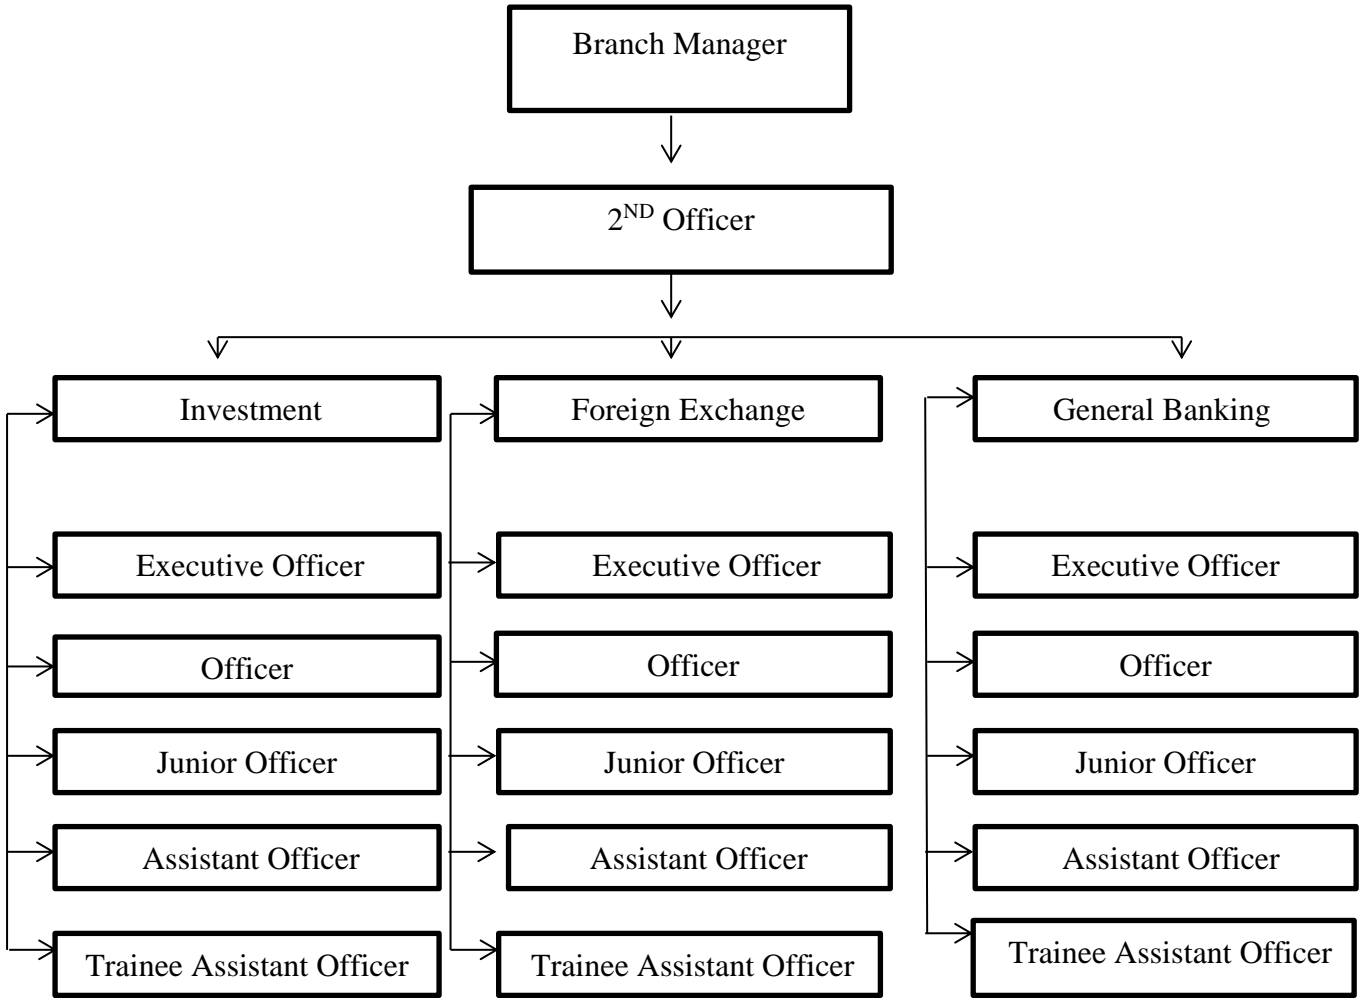 Branch Manager
2ND Officer
Investment
Foreign Exchange
General Banking
Executive Officer
Executive Officer
Executive Officer
Officer
Officer
Officer
Junior Officer
Junior Officer
Junior Officer
Assistant Officer
Assistant Officer
Assistant Officer
Trainee Assistant Officer
Trainee Assistant Officer
Trainee Assistant Officer